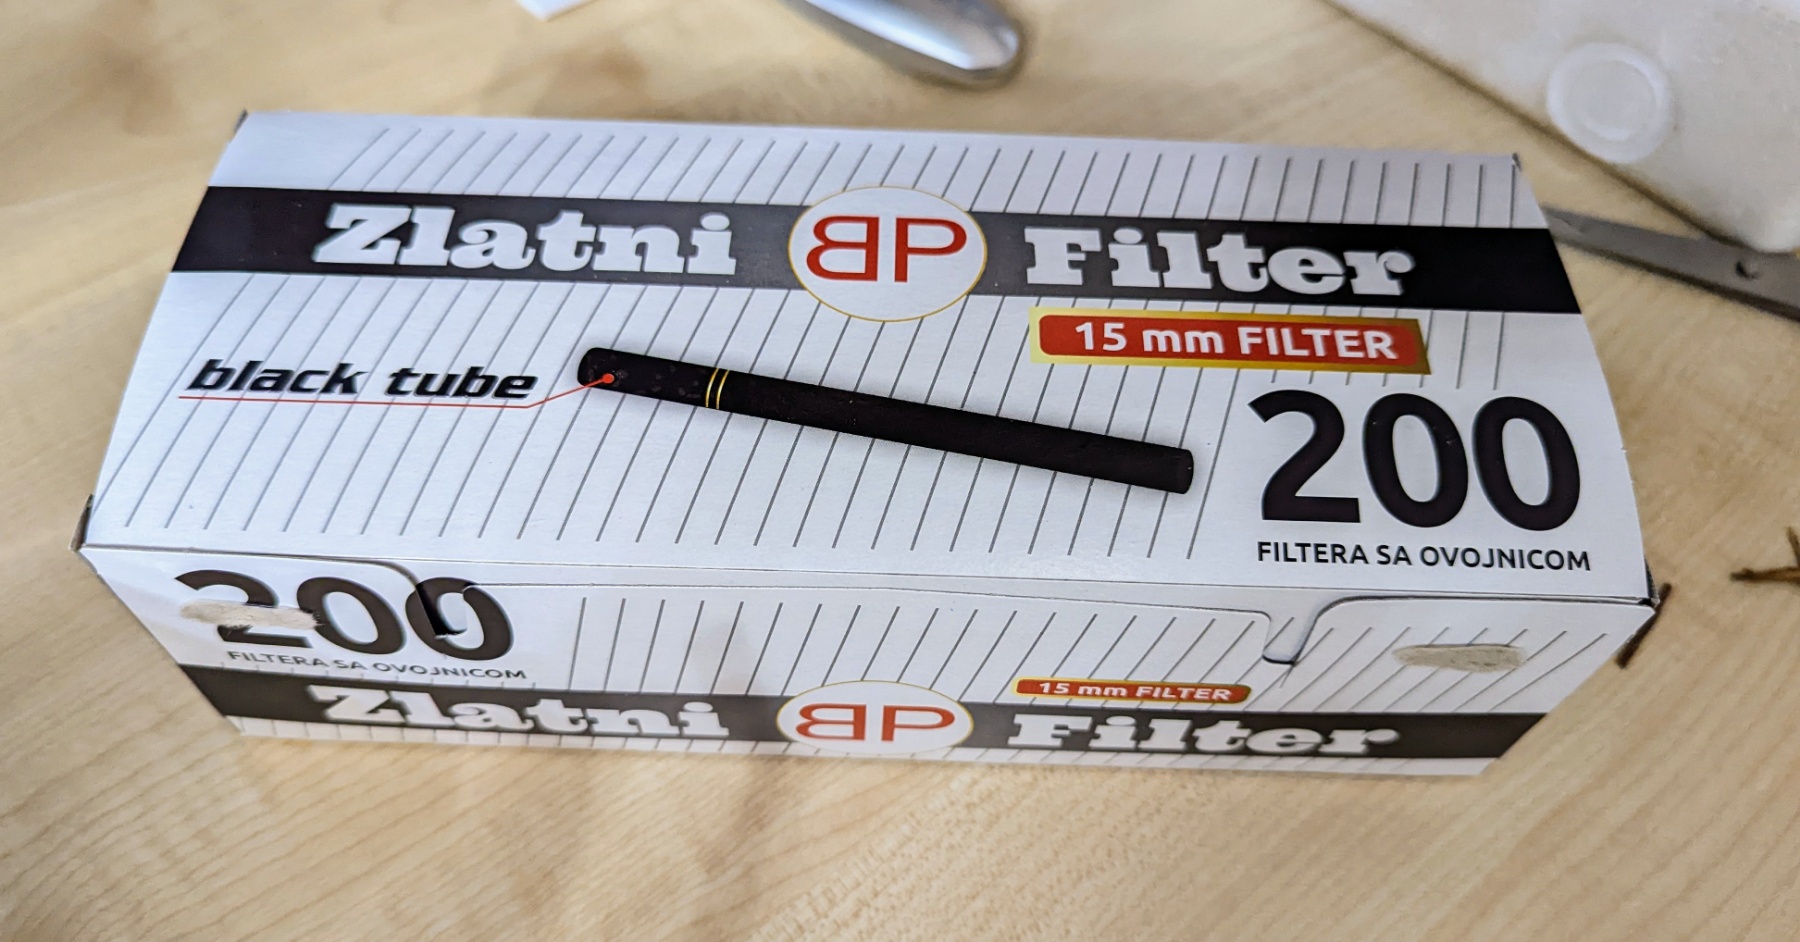 Zlatni BP Filter
15 mm FILTER
black tube
200
FILTERA SA OVOJNICOM
200
FILTERA SA OVOJNICOM
15 mm FILTER
Zlatni BP Filter